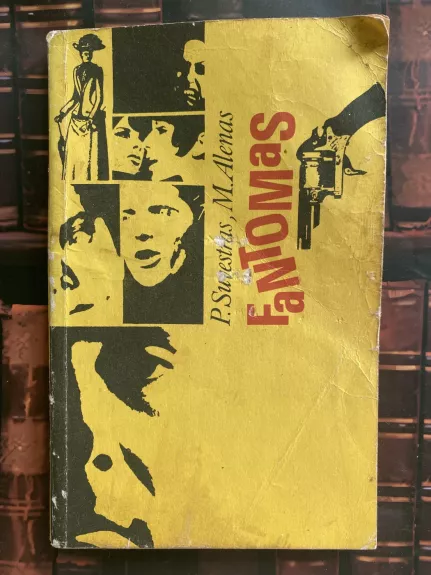 P. Suvestras, M. Alenas
FaNTOMaS